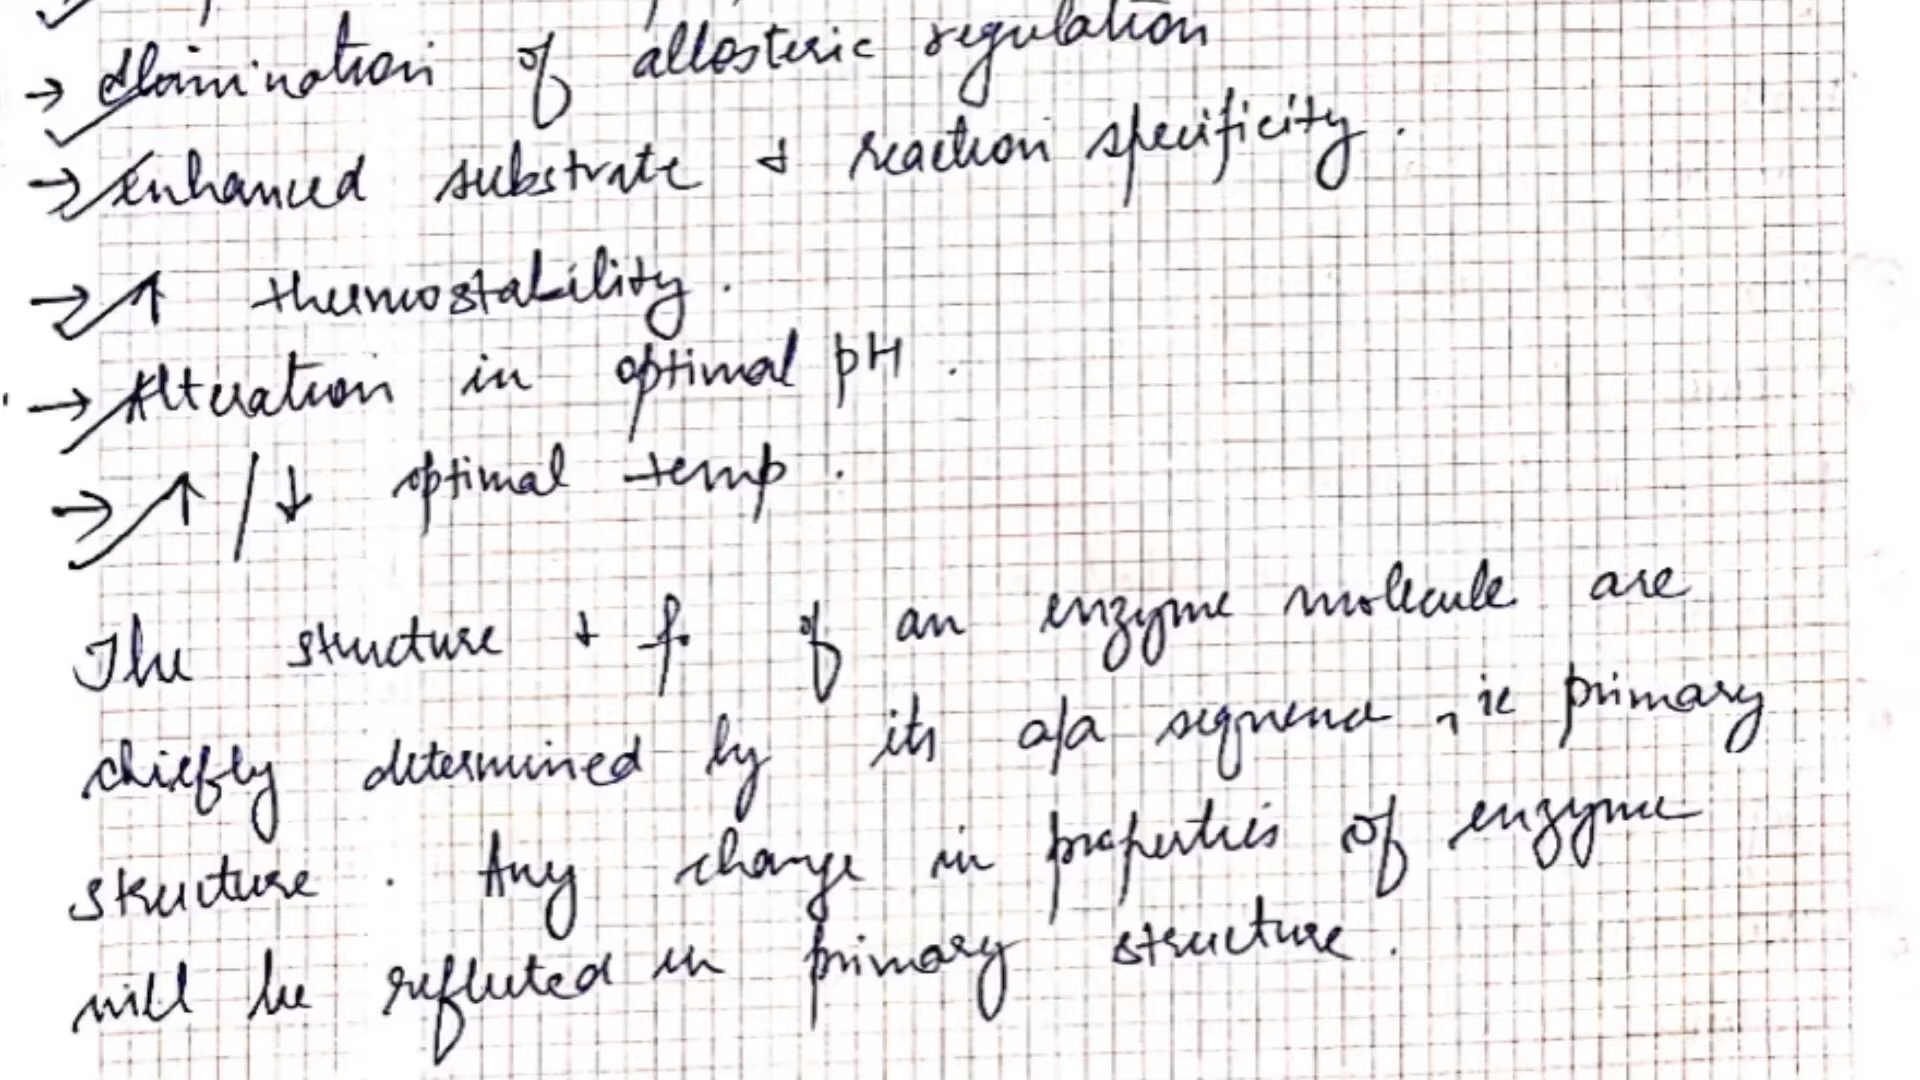 → Elimination of allosteric regulation
→ Enhanced substrate & reaction specificity.
→ ↑ thermostability.
→ Alteration in optimal pH.
→ ↑ / ↓ optimal temp.
The structure & f. of an enzyme molecule are
chiefly determined by its a/a sequence, ie primary
structure. Any change in properties of enzyme
will be reflected in primary structure.